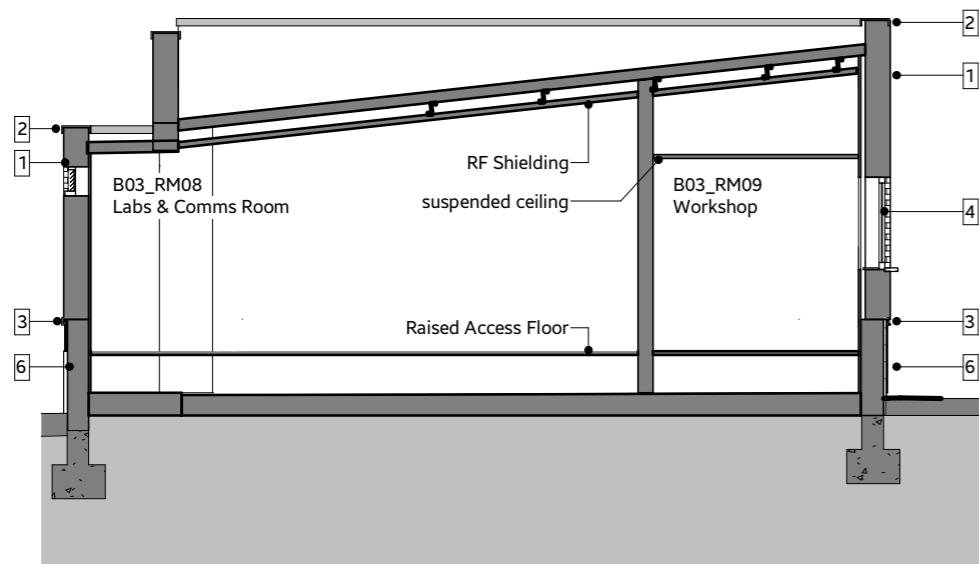 2
1
RF Shielding
2
1
B03_RM08
Labs & Comms Room
suspended ceiling
B03_RM09
Workshop
4
3
Raised Access Floor
3
6
6